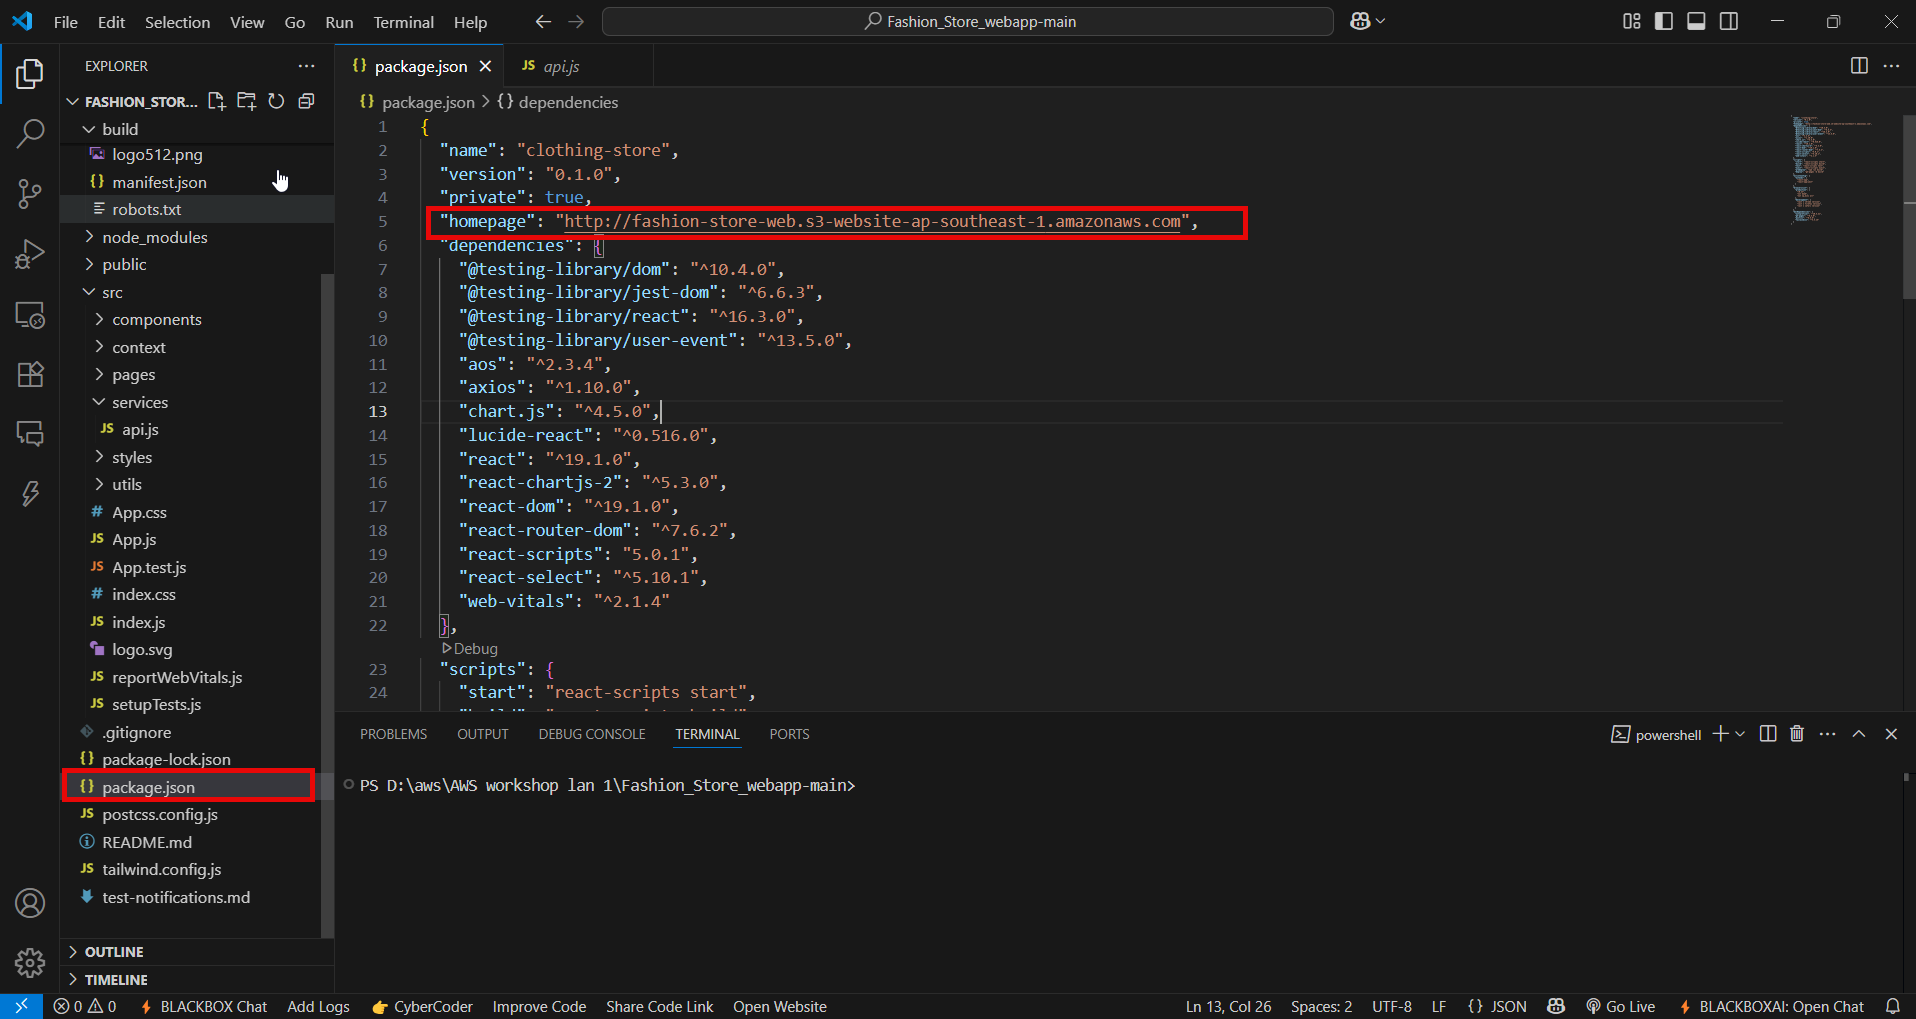 File Edit Selection View Go Run Terminal Help
Fashion_Store_webapp-main
EXPLORER
FASHION_STOR...
build
logo512.png
manifest.json
robots.txt
node_modules
public
src
components
context
pages
services
JS api.js
styles
utils
# App.css
JS App.js
JS App.test.js
# index.css
JS index.js
logo.svg
JS reportWebVitals.js
JS setupTests.js
.gitignore
{} package-lock.json
{} package.json
JS postcss.config.js
README.md
JS tailwind.config.js
test-notifications.md
OUTLINE
TIMELINE
{} package.json JS api.js
{} package.json > {} dependencies
1 {
2 "name": "clothing-store",
3 "version": "0.1.0",
4 "private": true,
5 "homepage": "http://fashion-store-web.s3-website-ap-southeast-1.amazonaws.com",
6 "dependencies": {
7 "@testing-library/dom": "^10.4.0",
8 "@testing-library/jest-dom": "^6.6.3",
9 "@testing-library/react": "^16.3.0",
10 "@testing-library/user-event": "^13.5.0",
11 "aos": "^2.3.4",
12 "axios": "^1.10.0",
13 "chart.js": "^4.5.0",
14 "lucide-react": "^0.516.0",
15 "react": "^19.1.0",
16 "react-chartjs-2": "^5.3.0",
17 "react-dom": "^19.1.0",
18 "react-router-dom": "^7.6.2",
19 "react-scripts": "5.0.1",
20 "react-select": "^5.10.1",
21 "web-vitals": "^2.1.4"
22 },
Debug
23 "scripts": {
24 "start": "react-scripts start",
PROBLEMS OUTPUT DEBUG CONSOLE TERMINAL PORTS
powershell
PS D:\aws\AWS workshop lan 1\Fashion_Store_webapp-main>
0 0 BLACKBOX Chat Add Logs CyberCoder Improve Code Share Code Link Open Website
Ln 13, Col 26 Spaces: 2 UTF-8 LF {} JSON Go Live BLACKBOXAI: Open Chat